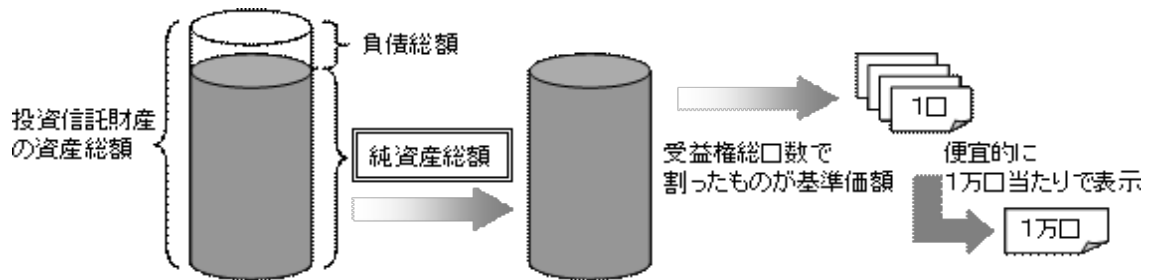 負債総額
投資信託財産
の資産総額
純資産総額
受益権総口数で
割ったものが基準価額
1口
便宜的に
1万口当たりで表示
1万口